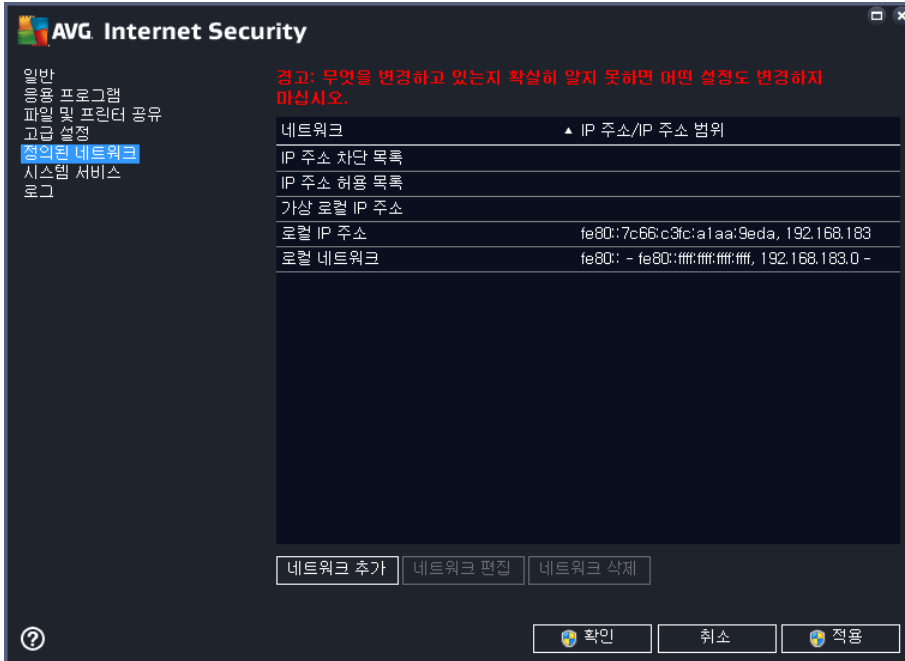 AVG. Internet Security
일반
응용 프로그램
파일 및 프린터 공유
고급 설정
정의된 네트워크
시스템 서비스
로그
경고: 무엇을 변경하고 있는지 확실히 알지 못하면 어떤 설정도 변경하지
마십시오.
네트워크 ▲ IP 주소/IP 주소 범위
IP 주소 차단 목록
IP 주소 허용 목록
가상 로컬 IP 주소
로컬 IP 주소 fe80::7c66:c3fc:a1aa:9eda, 192.168.183
로컬 네트워크 fe80:: - fe80::ffff:ffff:ffff:ffff, 192.168.183.0 -
네트워크 추가 네트워크 편집 네트워크 삭제
? 확인 취소 적용